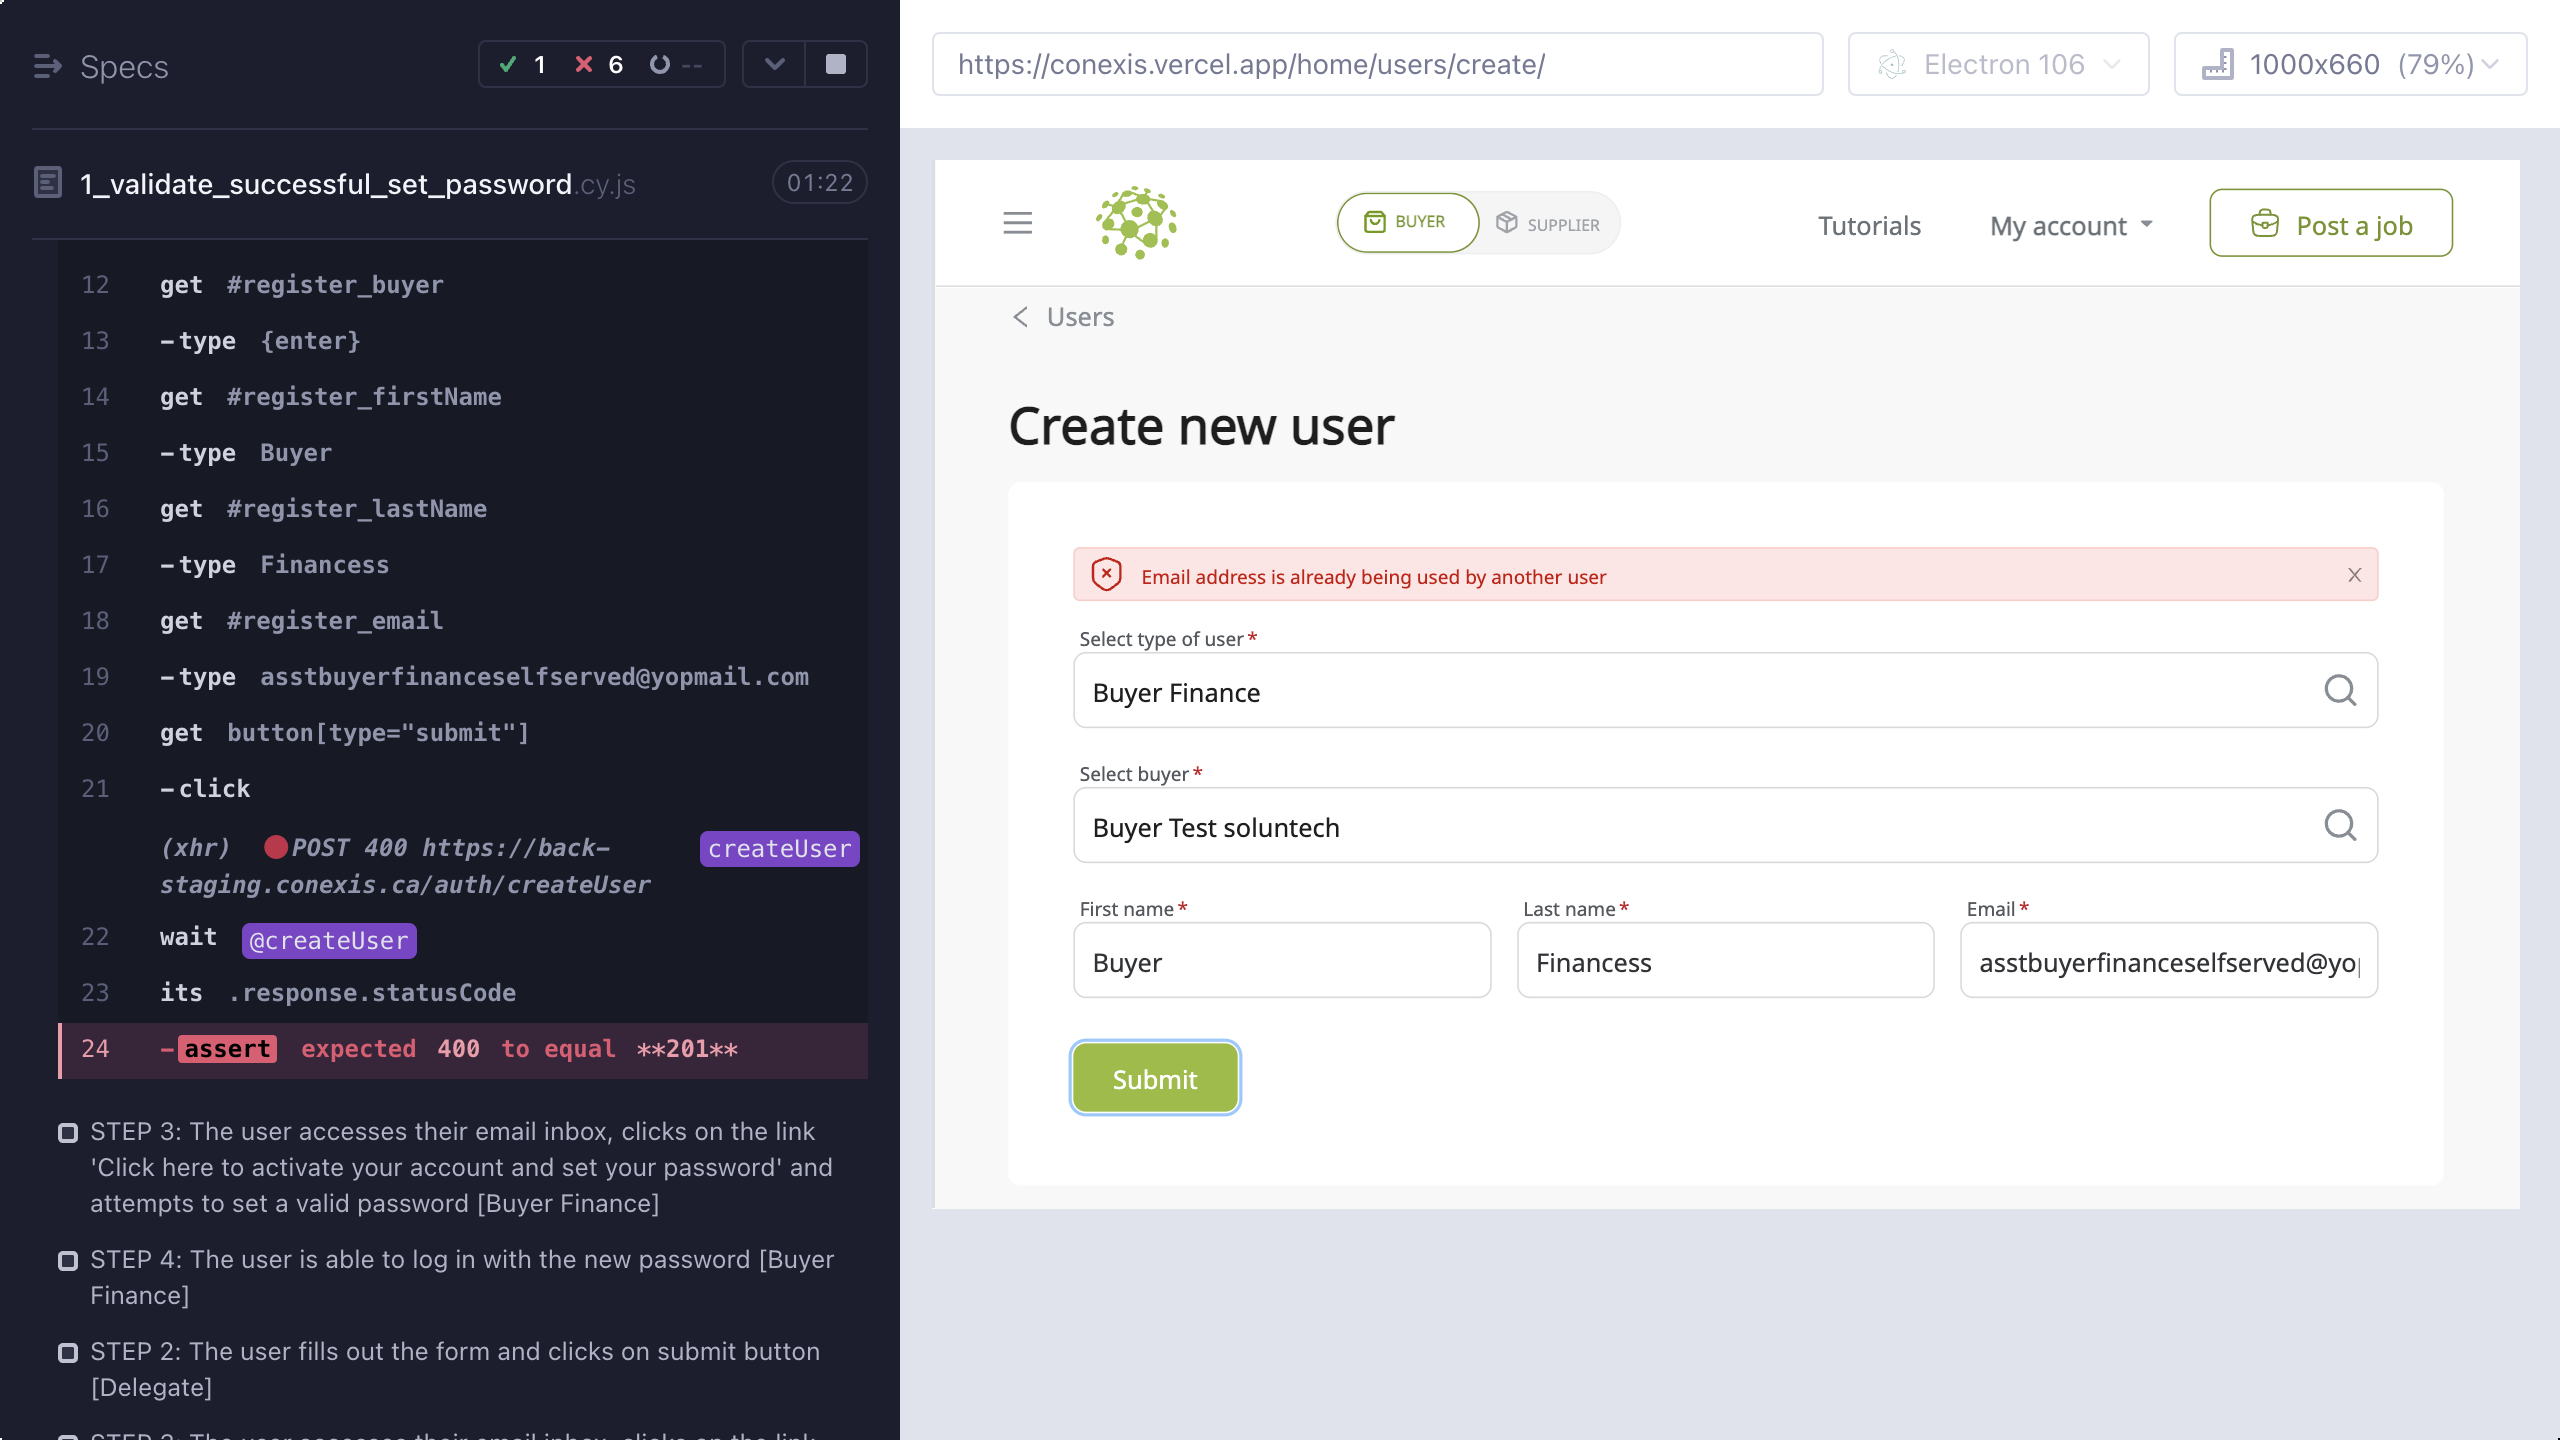 Specs
1
6
--
1_validate_successful_set_password.cy.js
01:22
12 get #register_buyer
13 -type {enter}
14 get #register_firstName
15 -type Buyer
16 get #register_lastName
17 -type Financess
18 get #register_email
19 -type asstbuyerfinanceselfserved@yopmail.com
20 get button[type="submit"]
21 -click
(xhr) POST 400 https://back-
staging.conexis.ca/auth/createUser
createUser
22 wait @createUser
23 its .response.statusCode
24 -assert expected 400 to equal **201**
STEP 3: The user accesses their email inbox, clicks on the link
'Click here to activate your account and set your password' and
attempts to set a valid password [Buyer Finance]
STEP 4: The user is able to log in with the new password [Buyer
Finance]
STEP 2: The user fills out the form and clicks on submit button
[Delegate]
https://conexis.vercel.app/home/users/create/
Electron 106
1000x660 (79%)
BUYER
SUPPLIER
Tutorials
My account
Post a job
Users
Create new user
Email address is already being used by another user
Select type of user*
Buyer Finance
Select buyer*
Buyer Test soluntech
First name*
Last name*
Email*
Buyer
Financess
asstbuyerfinanceselfserved@yo
Submit